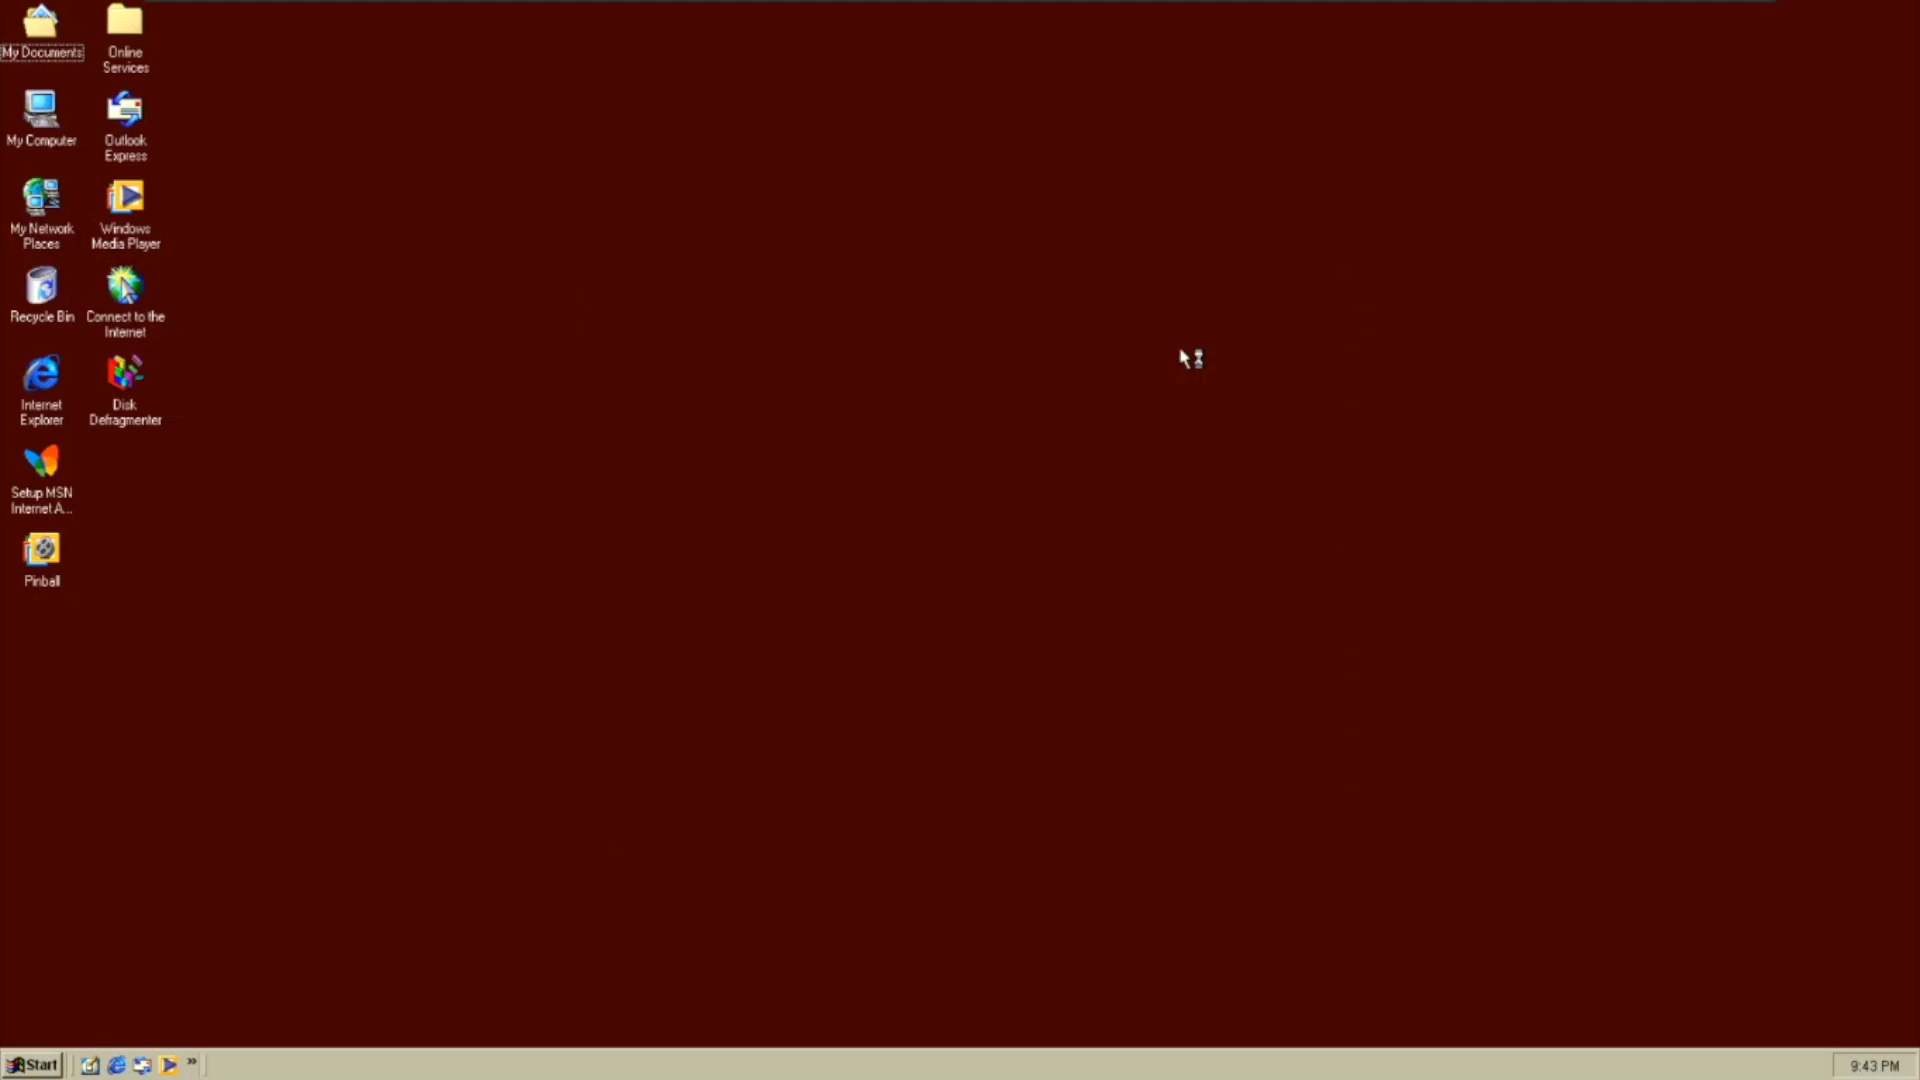 My Documents
Online
Services
My Computer
Outlook
Express
My Network
Places
Windows
Media Player
Recycle Bin
Connect to the
Internet
Internet
Explorer
Disk
Defragmenter
Setup MSN
Internet A...
Pinball
Start
»
9:43 PM